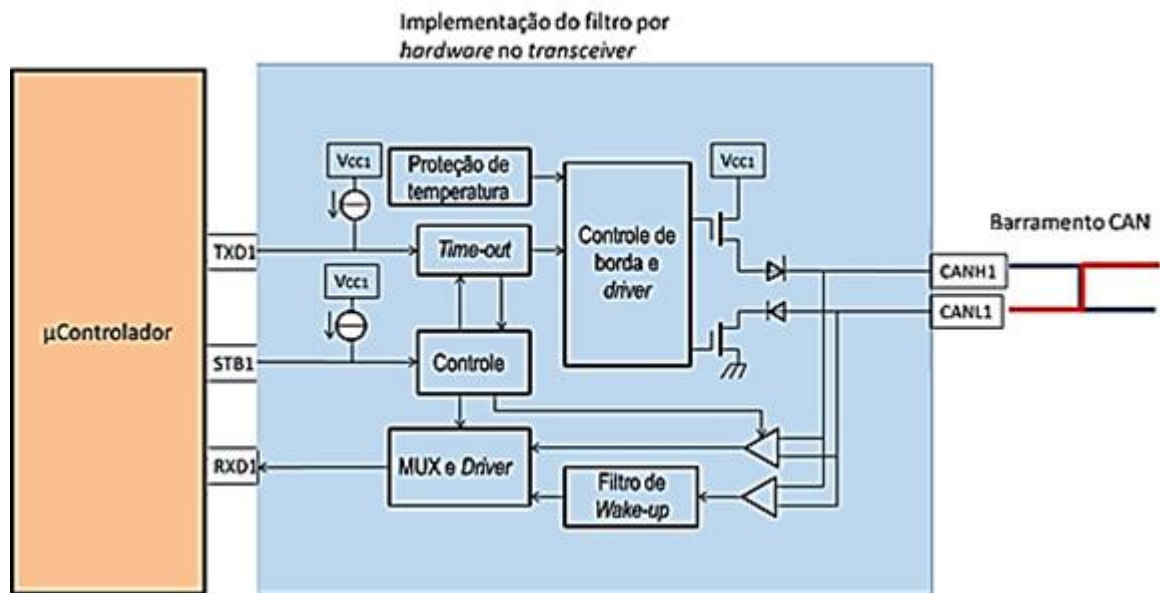 Implementação do filtro por
hardware no transceiver
Vcc1
Proteção de
temperatura
Vcc1
Barramento CAN
TXD1
Time-out
Controle de
borda e
driver
CANH1
Vcc1
CANL1
µControlador
STB1
Controle
RXD1
MUX e Driver
Filtro de
Wake-up